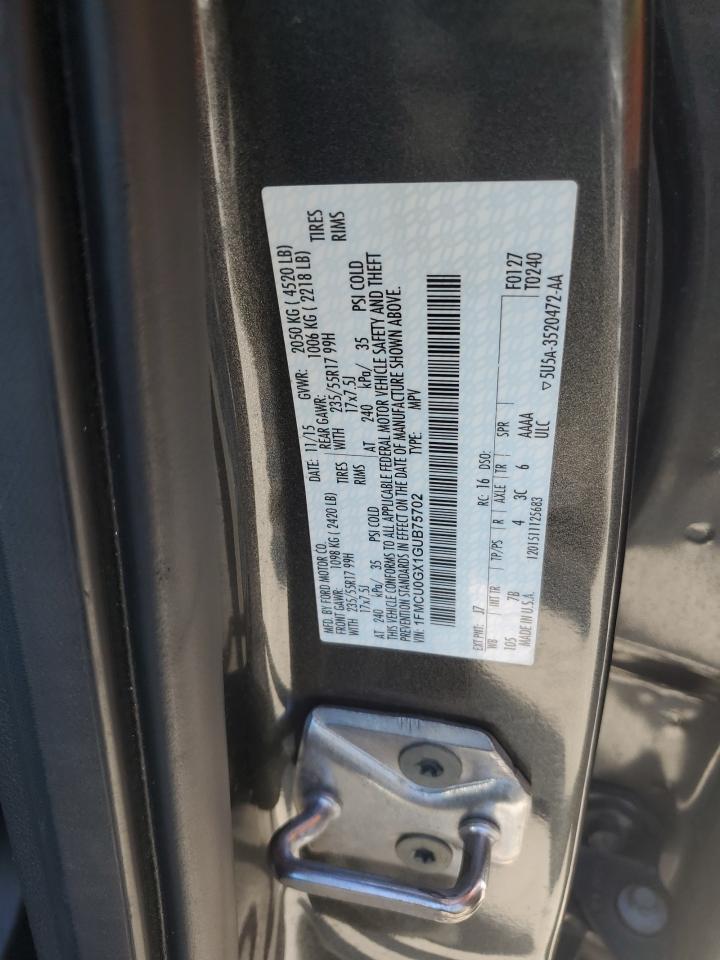 MFD. BY FORD MOTOR CO. DATE: 11/15 GVWR: 2050 KG ( 4520 LB)
FRONT GAWR: 1098 KG ( 2420 LB) REAR GAWR: 1006 KG ( 2218 LB)
WITH 235/55R17 99H TIRES WITH 235/55R17 99H TIRES
17x7.5J RIMS 17x7.5J RIMS
AT 240 kPa/ 35 PSI COLD AT 240 kPa/ 35 PSI COLD
THIS VEHICLE CONFORMS TO ALL APPLICABLE FEDERAL MOTOR VEHICLE SAFETY AND THEFT
PREVENTION STANDARDS IN EFFECT ON THE DATE OF MANUFACTURE SHOWN ABOVE.
VIN: 1FMCU0GX1GUB75702 TYPE: MPV
EXT PNT: J7 RC: 16 DSO: F0127
WB INT TR TP/PS R AXLE TR SPR T0240
105 7B 4 3C 6 AAAA
MADE IN U.S.A. 1201511125683 ULC ▽5U5A-3520472-AA